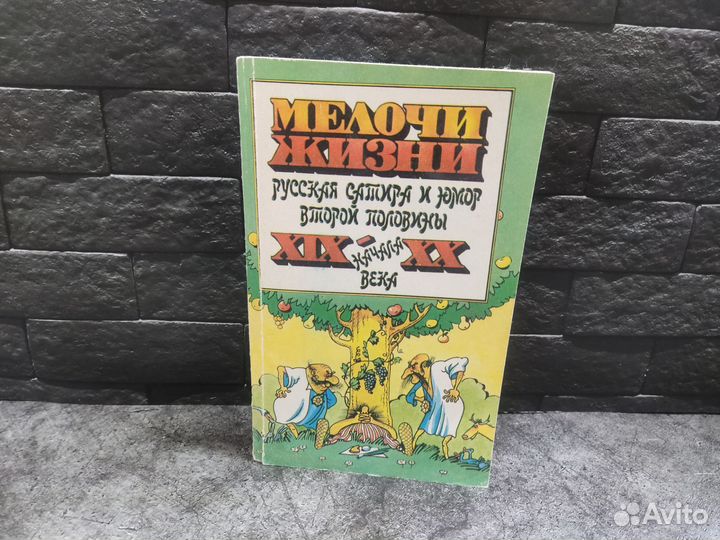 МЕЛОЧИ
ЖИЗНИ
РУССКАЯ САТИРА И ЮМОР
ВТОРОЙ ПОЛОВИНЫ
XIX – НАЧАЛА XX
ВЕКА
Avito